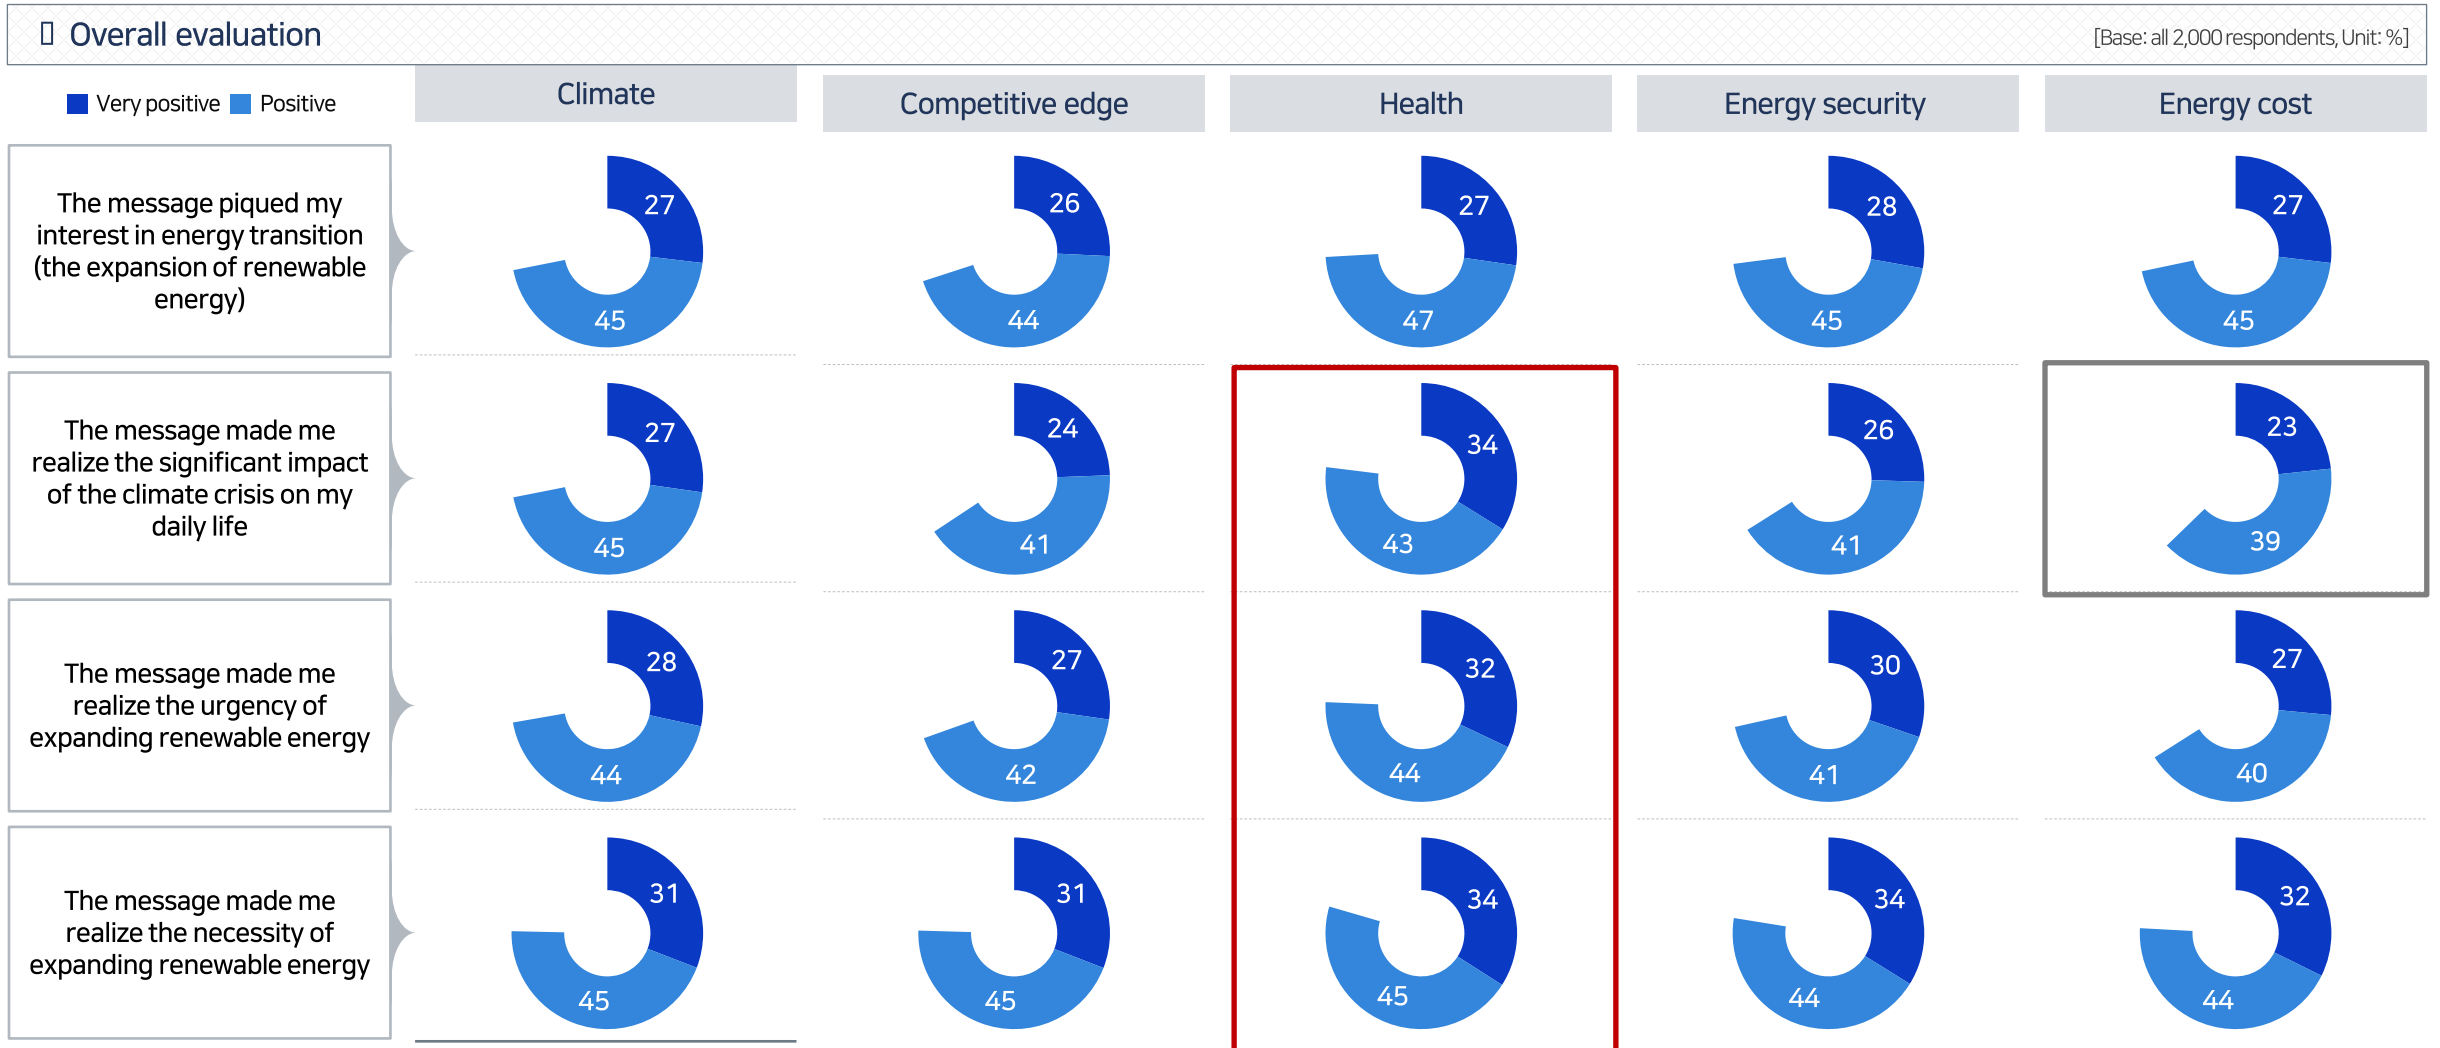 Overall evaluation
[Base: all 2,000 respondents, Unit: %]
Very positive
Positive
Climate
Competitive edge
Health
Energy security
Energy cost
The message piqued my
interest in energy transition
(the expansion of renewable
energy)
27
45
26
44
27
47
28
45
27
45
The message made me
realize the significant impact
of the climate crisis on my
daily life
27
45
24
41
34
43
26
41
23
39
The message made me
realize the urgency of
expanding renewable energy
28
44
27
42
32
44
30
41
27
40
The message made me
realize the necessity of
expanding renewable energy
31
45
31
45
34
45
34
44
32
44